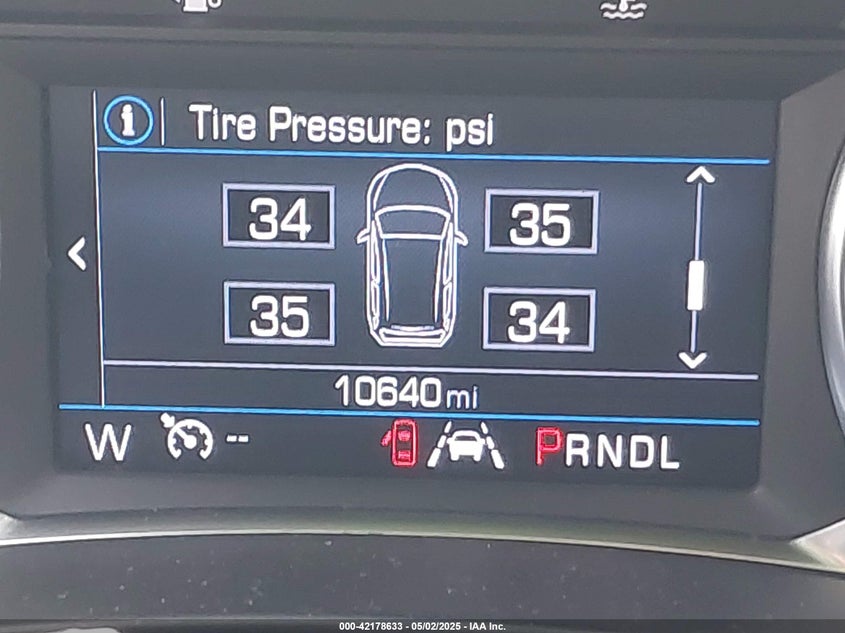 Tire Pressure: psi
34 35
35 34
10640 mi
W -- PRNDL
000-42178633 - 05/02/2025 - IAA Inc.